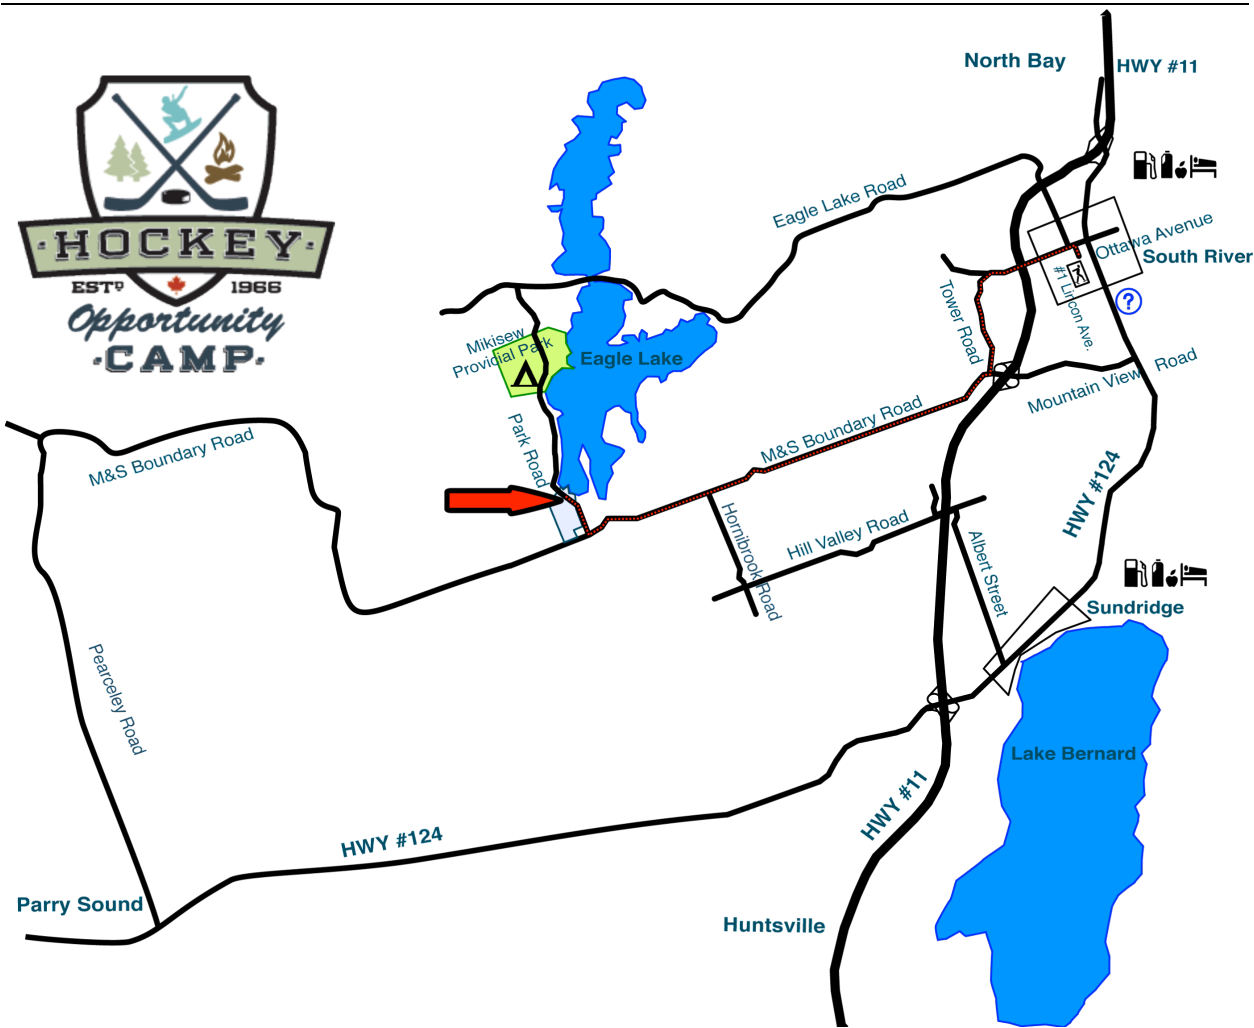 North Bay
HWY #11
HOCKEY
ESTD 1966
Opportunity
CAMP
Eagle Lake Road
Ottawa Avenue
South River
#1 Lincon Ave.
?
Tower Road
Mikisew
Provicial Park
Eagle Lake
Mountain View Road
M&S Boundary Road
Park Road
M&S Boundary Road
HWY #124
Hornibrook Road
Hill Valley Road
Albert Street
Sundridge
Pearceley Road
Lake Bernard
HWY #11
HWY #124
Parry Sound
Huntsville